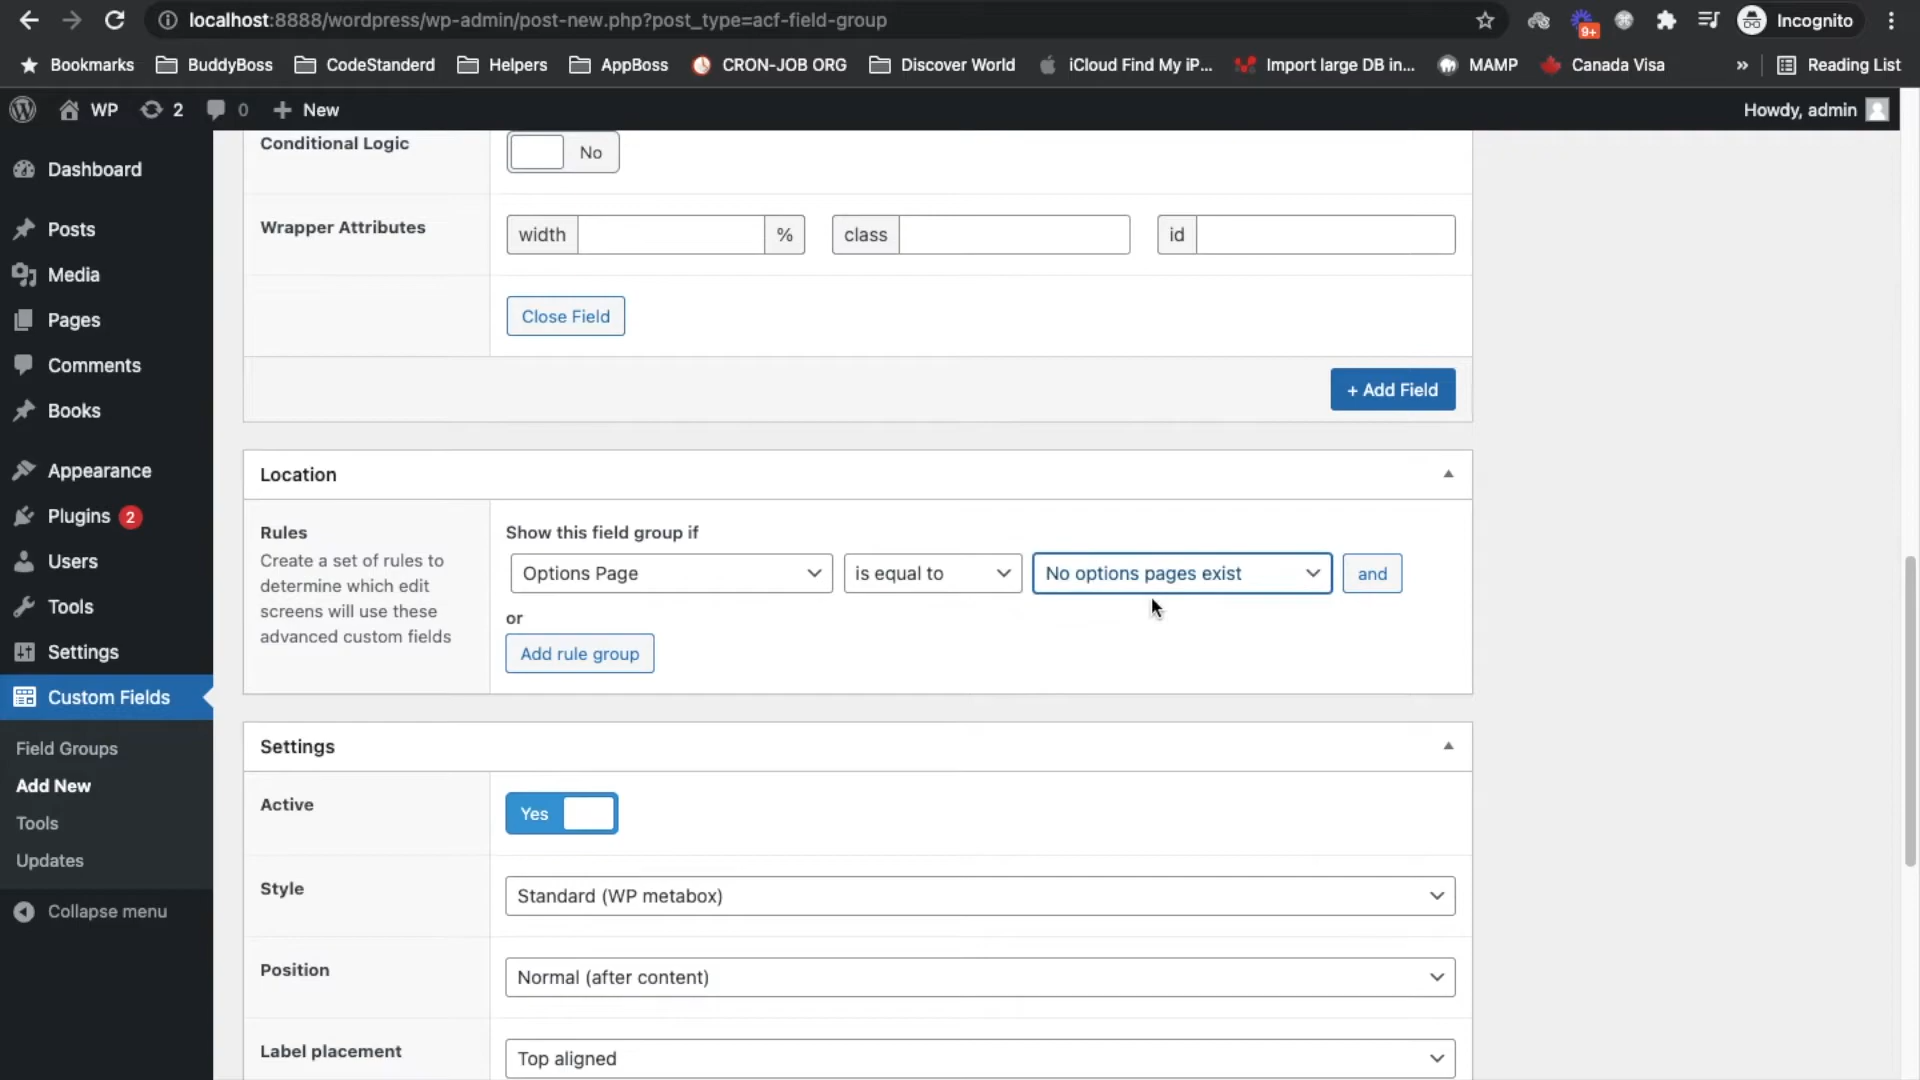 localhost:8888/wordpress/wp-admin/post-new.php?post_type=acf-field-group
9+
Incognito
Bookmarks BuddyBoss CodeStanderd Helpers AppBoss CRON-JOB ORG Discover World iCloud Find My iP... Import large DB in... MAMP Canada Visa » Reading List
WP 2 0 New Howdy, admin
Dashboard
Posts
Media
Pages
Comments
Books
Appearance
Plugins 2
Users
Tools
Settings
Custom Fields
Field Groups
Add New
Tools
Updates
Collapse menu
Conditional Logic No
Wrapper Attributes width % class id
Close Field
+ Add Field
Location
Rules
Create a set of rules to
determine which edit
screens will use these
advanced custom fields
Show this field group if
Options Page is equal to No options pages exist and
or
Add rule group
Settings
Active Yes
Style Standard (WP metabox)
Position Normal (after content)
Label placement Top aligned